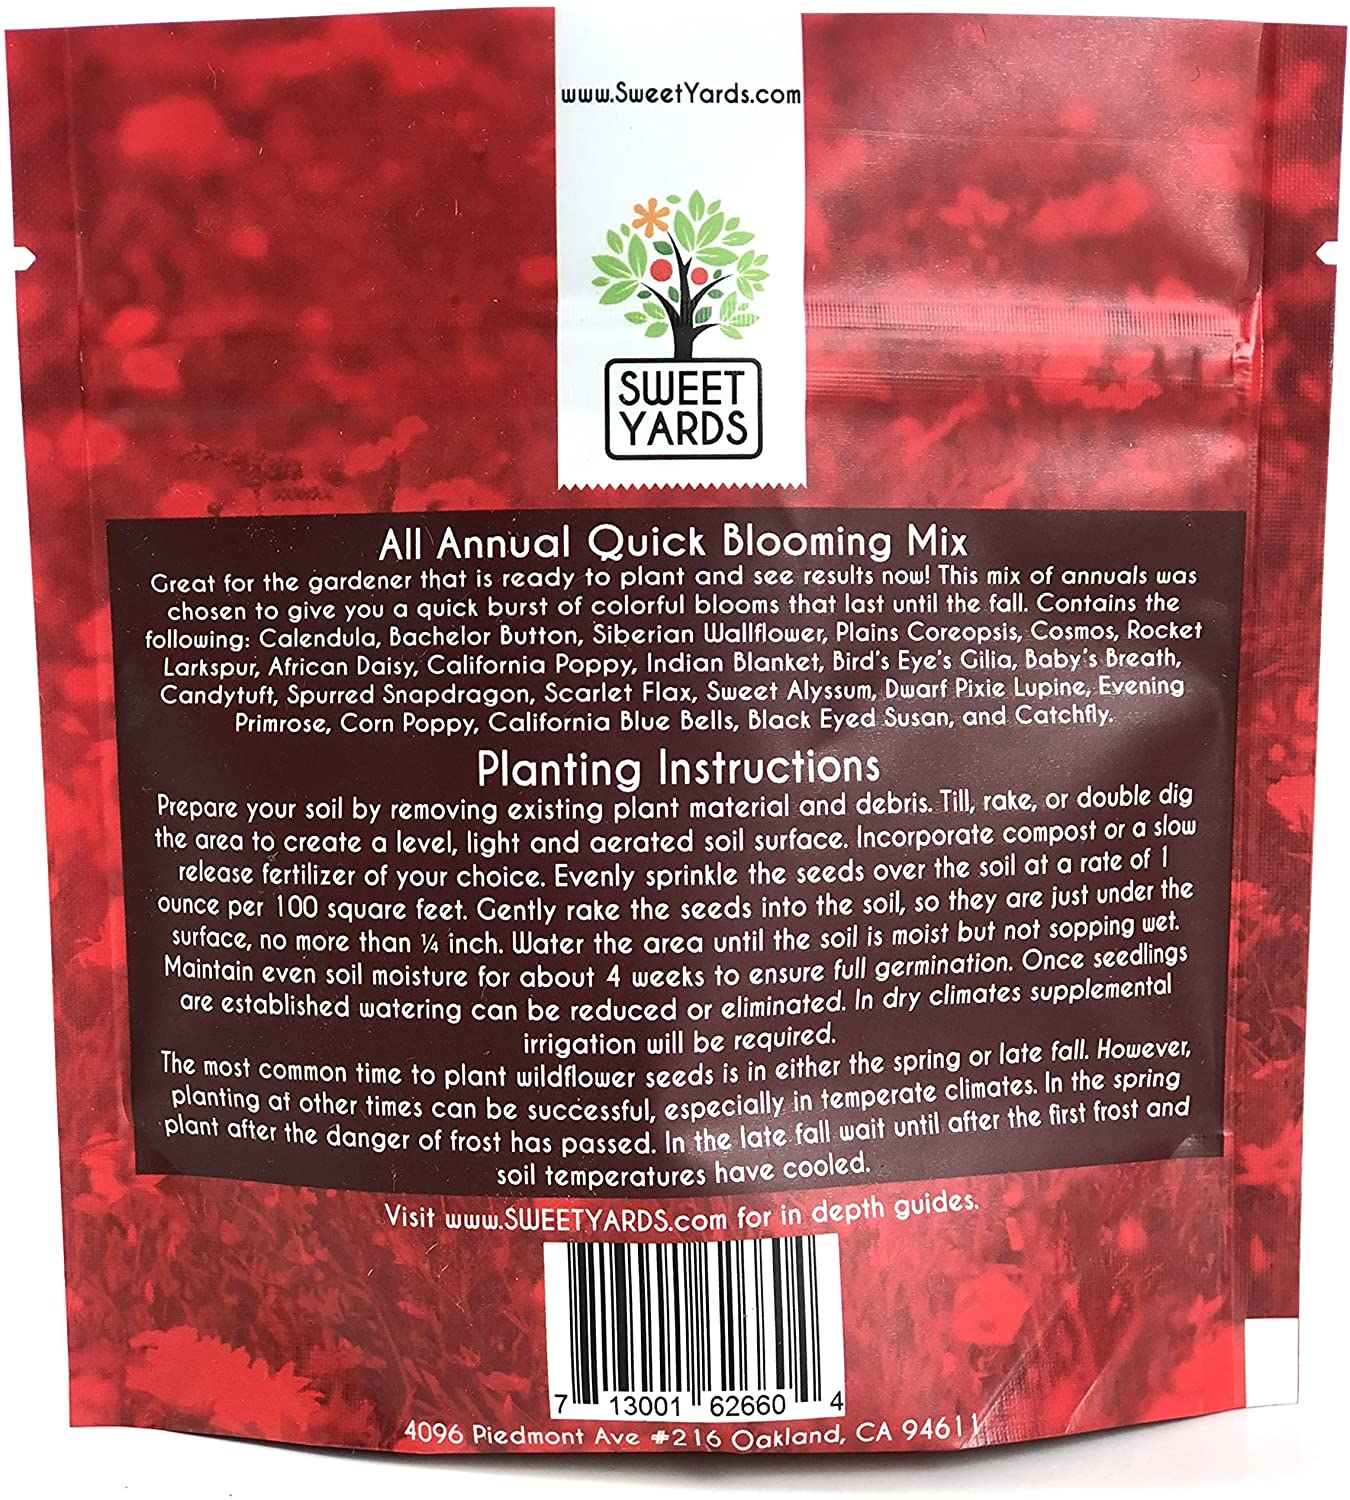 www.SweetYards.com
SWEET
YARDS
All Annual Quick Blooming Mix
Great for the gardener that is ready to plant and see results now! This mix of annuals was
chosen to give you a quick burst of colorful blooms that last until the fall. Contains the
following: Calendula, Bachelor Button, Siberian Wallflower, Plains Coreopsis, Cosmos, Rocket
Larkspur, African Daisy, California Poppy, Indian Blanket, Bird's Eye's Gilia, Baby's Breath,
Candytuft, Spurred Snapdragon, Scarlet Flax, Sweet Alyssum, Dwarf Pixie Lupine, Evening
Primrose, Corn Poppy, California Blue Bells, Black Eyed Susan, and Catchfly.
Planting Instructions
Prepare your soil by removing existing plant material and debris. Till, rake, or double dig
the area to create a level, light and aerated soil surface. Incorporate compost or a slow
release fertilizer of your choice. Evenly sprinkle the seeds over the soil at a rate of 1
ounce per 100 square feet. Gently rake the seeds into the soil, so they are just under the
surface, no more than ¼ inch. Water the area until the soil is moist but not sopping wet.
Maintain even soil moisture for about 4 weeks to ensure full germination. Once seedlings
are established watering can be reduced or eliminated. In dry climates supplemental
irrigation will be required.
The most common time to plant wildflower seeds is in either the spring or late fall. However,
planting at other times can be successful, especially in temperate climates. In the spring
plant after the danger of frost has passed. In the late fall wait until after the first frost and
soil temperatures have cooled.
Visit www.SWEETYARDS.com for in depth guides.
7 13001 62660 4
4096 Piedmont Ave #216 Oakland, CA 94611